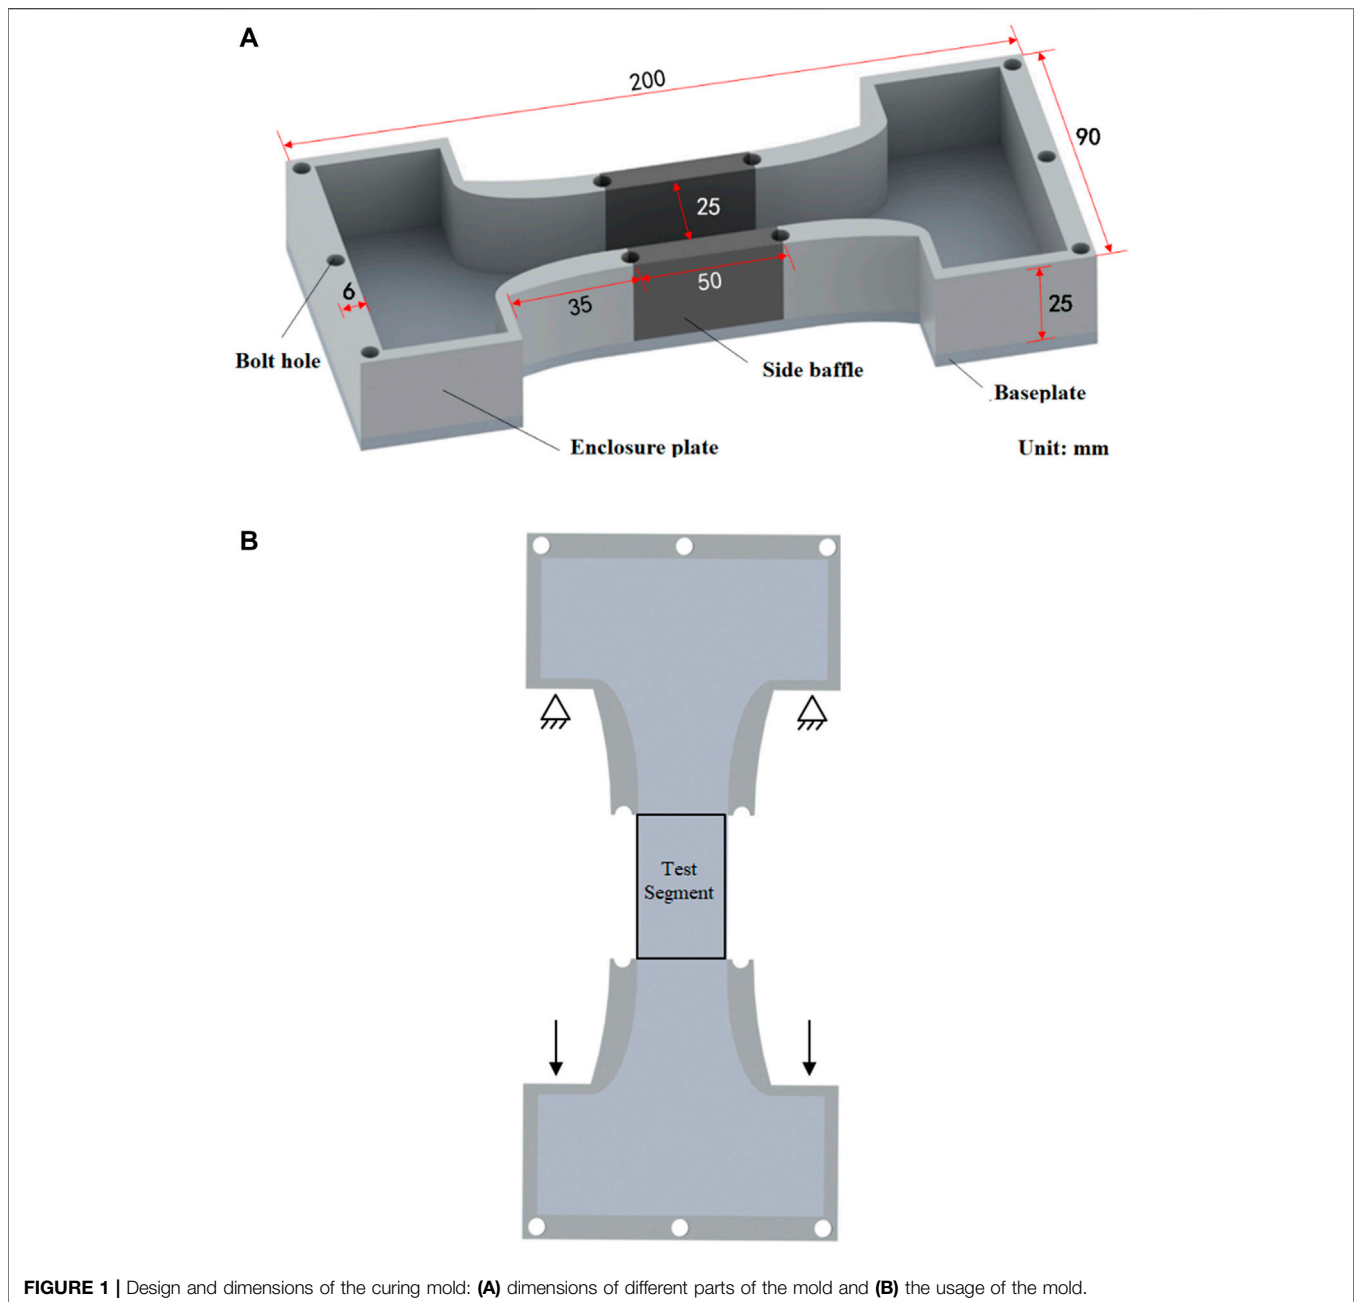 A
200
90
25
6
35
50
25
Bolt hole
Side baffle
Baseplate
Enclosure plate
Unit: mm
B
Test
Segment
FIGURE 1 | Design and dimensions of the curing mold: (A) dimensions of different parts of the mold and (B) the usage of the mold.